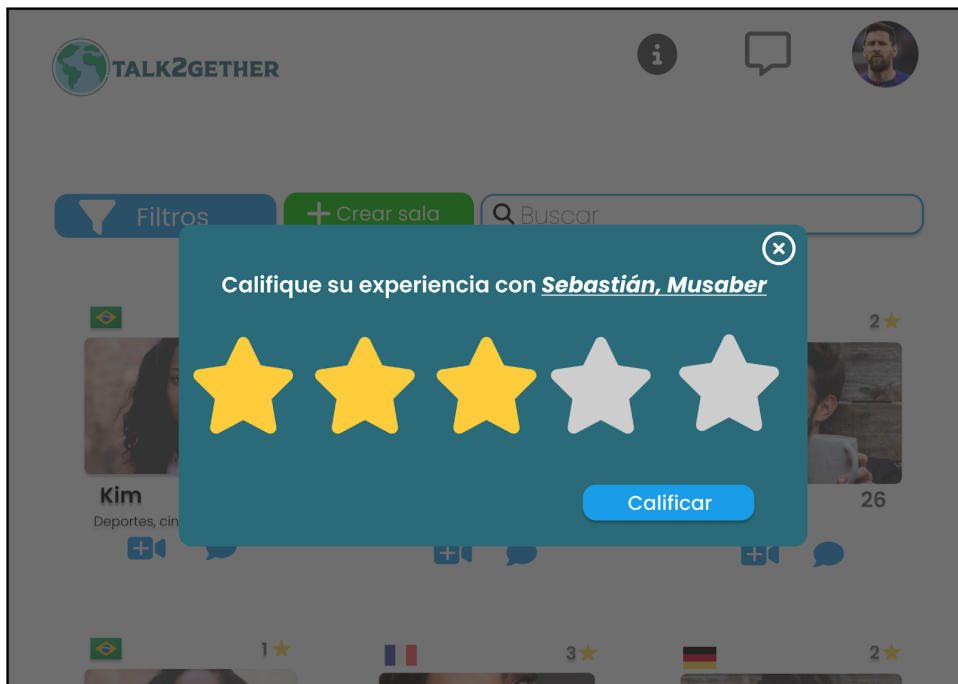 TALK2GETHER
Filtros
Crear sala
Buscar
Califique su experiencia con Sebastián, Musaber
2
Kim
26
Deportes, cin
Calificar
1
3
2